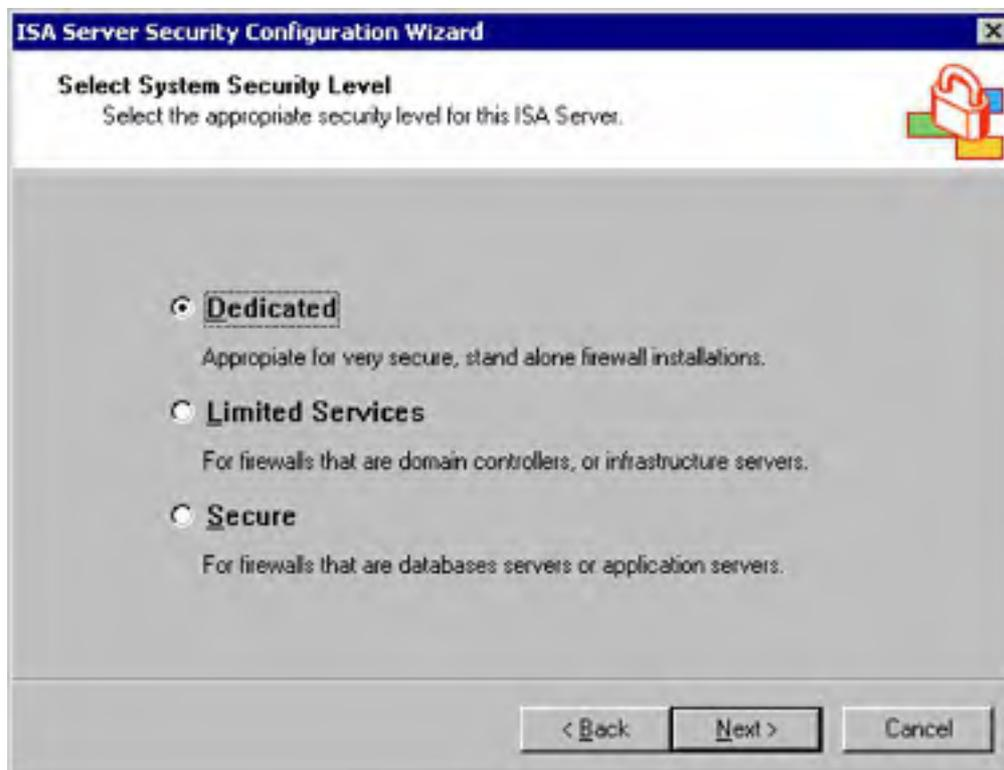 ISA Server Security Configuration Wizard
Select System Security Level
Select the appropriate security level for this ISA Server.
Dedicated
Appropiate for very secure, stand alone firewall installations.
Limited Services
For firewalls that are domain controllers, or infrastructure servers.
Secure
For firewalls that are databases servers or application servers.
< Back Next > Cancel